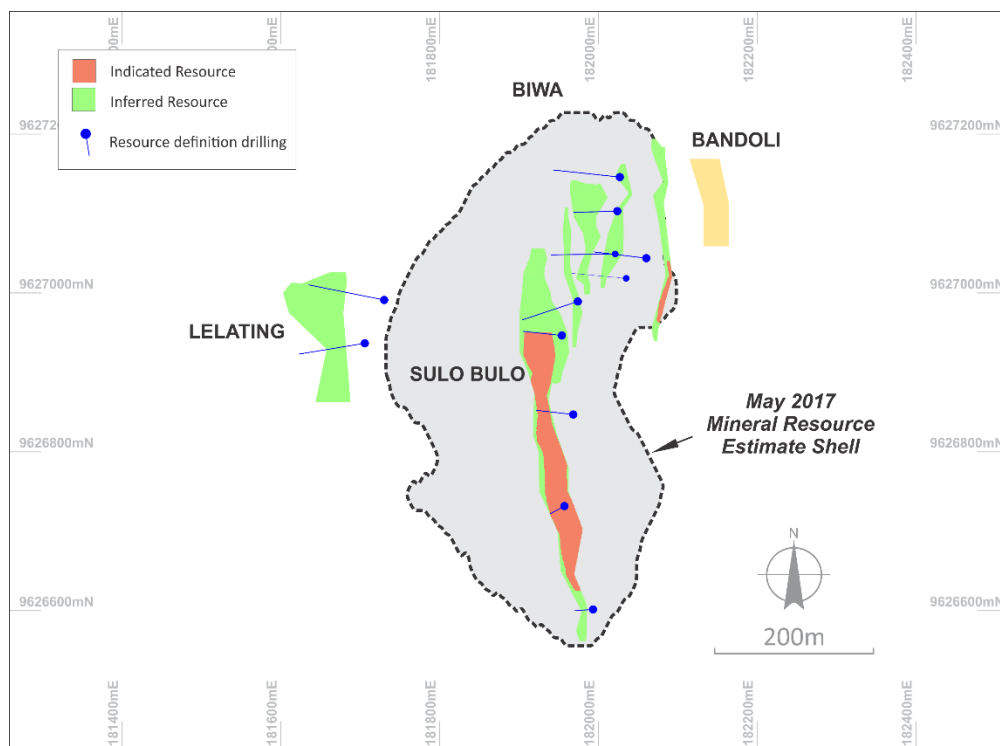 181800mE
182000mE
182200mE
182400mE
Indicated Resource
Inferred Resource
Resource definition drilling
BIWA
BANDOLI
9627200mN
9627000mN
9627000mN
LELATING
SULO BULO
May 2017
Mineral Resource
Estimate Shell
9626800mN
9626800mN
N
9626600mN
9626600mN
200m
181400mE
181600mE
181800mE
182000mE
182200mE
182400mE